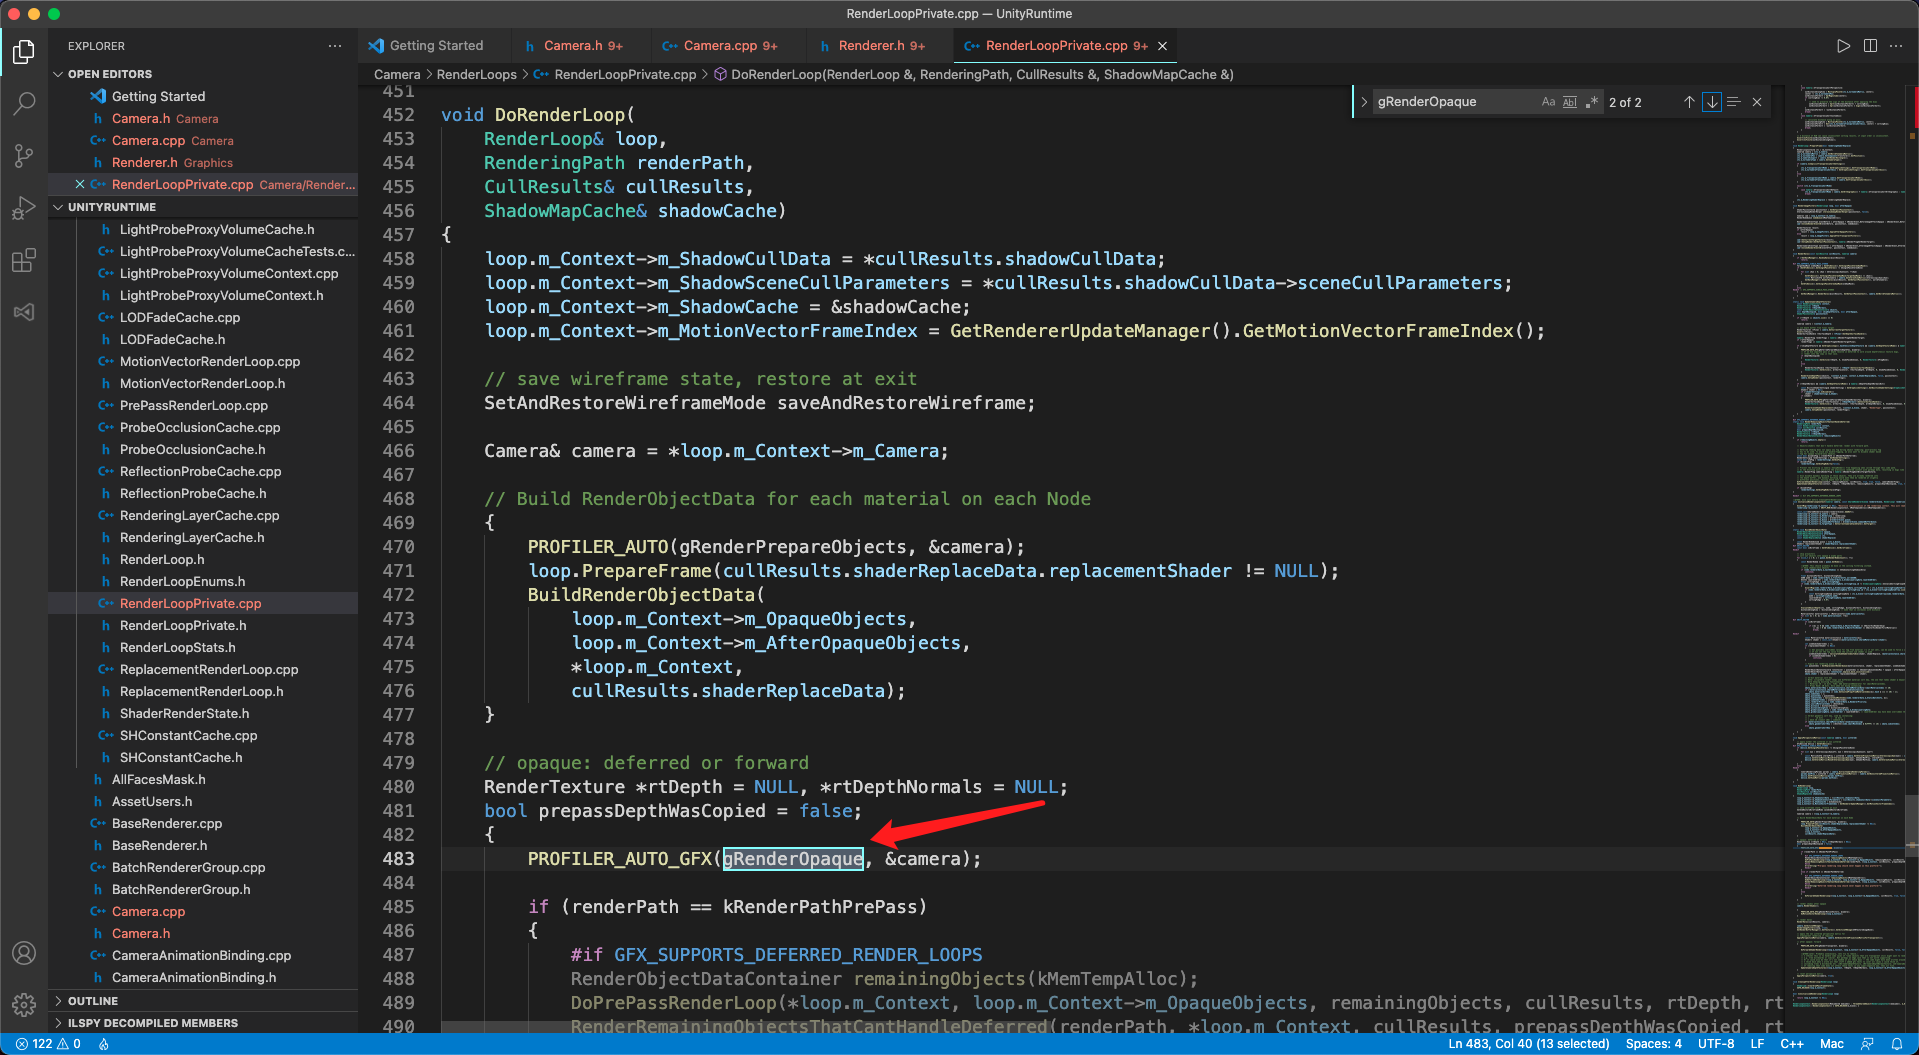 RenderLoopPrivate.cpp — UnityRuntime
EXPLORER
OPEN EDITORS
Getting Started
Camera.h Camera
Camera.cpp Camera
Renderer.h Graphics
RenderLoopPrivate.cpp Camera/Render...
UNITYRUNTIME
LightProbeProxyVolumeCache.h
LightProbeProxyVolumeCacheTests.c...
LightProbeProxyVolumeContext.cpp
LightProbeProxyVolumeContext.h
LODFadeCache.cpp
LODFadeCache.h
MotionVectorRenderLoop.cpp
MotionVectorRenderLoop.h
PrePassRenderLoop.cpp
ProbeOcclusionCache.cpp
ProbeOcclusionCache.h
ReflectionProbeCache.cpp
ReflectionProbeCache.h
RenderingLayerCache.cpp
RenderingLayerCache.h
RenderLoop.h
RenderLoopEnums.h
RenderLoopPrivate.cpp
RenderLoopPrivate.h
RenderLoopStats.h
ReplacementRenderLoop.cpp
ReplacementRenderLoop.h
ShaderRenderState.h
SHConstantCache.cpp
SHConstantCache.h
AllFacesMask.h
AssetUsers.h
BaseRenderer.cpp
BaseRenderer.h
BatchRendererGroup.cpp
BatchRendererGroup.h
Camera.cpp
Camera.h
CameraAnimationBinding.cpp
CameraAnimationBinding.h
OUTLINE
ILSPY DECOMPILED MEMBERS
Getting Started
Camera.h 9+
Camera.cpp 9+
Renderer.h 9+
RenderLoopPrivate.cpp 9+
Camera > RenderLoops > RenderLoopPrivate.cpp > DoRenderLoop(RenderLoop &, RenderingPath, CullResults &, ShadowMapCache &)
gRenderOpaque Aa Abl .* 2 of 2
451
452 void DoRenderLoop(
453 RenderLoop& loop,
454 RenderingPath renderPath,
455 CullResults& cullResults,
456 ShadowMapCache& shadowCache)
457 {
458 loop.m_Context->m_ShadowCullData = *cullResults.shadowCullData;
459 loop.m_Context->m_ShadowSceneCullParameters = *cullResults.shadowCullData->sceneCullParameters;
460 loop.m_Context->m_ShadowCache = &shadowCache;
461 loop.m_Context->m_MotionVectorFrameIndex = GetRendererUpdateManager().GetMotionVectorFrameIndex();
462
463 // save wireframe state, restore at exit
464 SetAndRestoreWireframeMode saveAndRestoreWireframe;
465
466 Camera& camera = *loop.m_Context->m_Camera;
467
468 // Build RenderObjectData for each material on each Node
469 {
470 PROFILER_AUTO(gRenderPrepareObjects, &camera);
471 loop.PrepareFrame(cullResults.shaderReplaceData.replacementShader != NULL);
472 BuildRenderObjectData(
473 loop.m_Context->m_OpaqueObjects,
474 loop.m_Context->m_AfterOpaqueObjects,
475 *loop.m_Context,
476 cullResults.shaderReplaceData);
477 }
478
479 // opaque: deferred or forward
480 RenderTexture *rtDepth = NULL, *rtDepthNormals = NULL;
481 bool prepassDepthWasCopied = false;
482 {
483 PROFILER_AUTO_GFX(gRenderOpaque, &camera);
484
485 if (renderPath == kRenderPathPrePass)
486 {
487 #if GFX_SUPPORTS_DEFERRED_RENDER_LOOPS
488 RenderObjectDataContainer remainingObjects(kMemTempAlloc);
489 DoPrePassRenderLoop(*loop.m_Context, loop.m_Context->m_OpaqueObjects, remainingObjects, cullResults, rtDepth, rt
490 RenderRemainingObjectsThatCantHandleDeferred(renderPath, *loop.m_Context, cullResults, prepassDepthWasCopied, rt
122 0
Ln 483, Col 40 (13 selected) Spaces: 4 UTF-8 LF C++ Mac